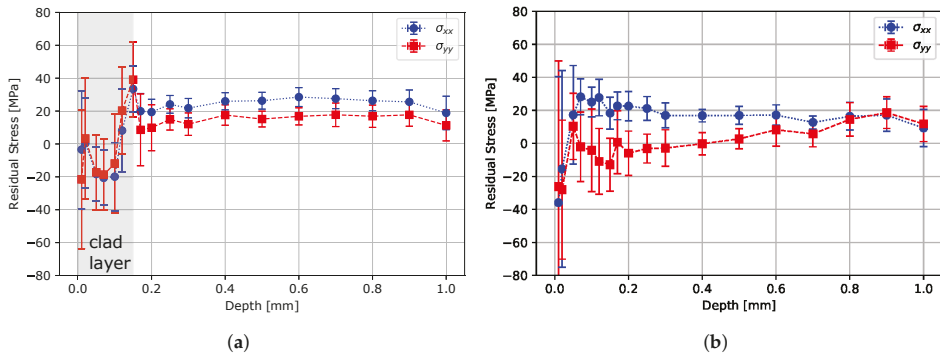 80
60
40
20
0
−20
−40
−60
−80
Residual Stress [MPa]
σxx
σyy
clad
layer
0.0
0.2
0.4
0.6
0.8
1.0
Depth [mm]
(a)
80
60
40
20
0
−20
−40
−60
−80
Residual Stress [MPa]
σxx
σyy
0.0
0.2
0.4
0.6
0.8
1.0
Depth [mm]
(b)